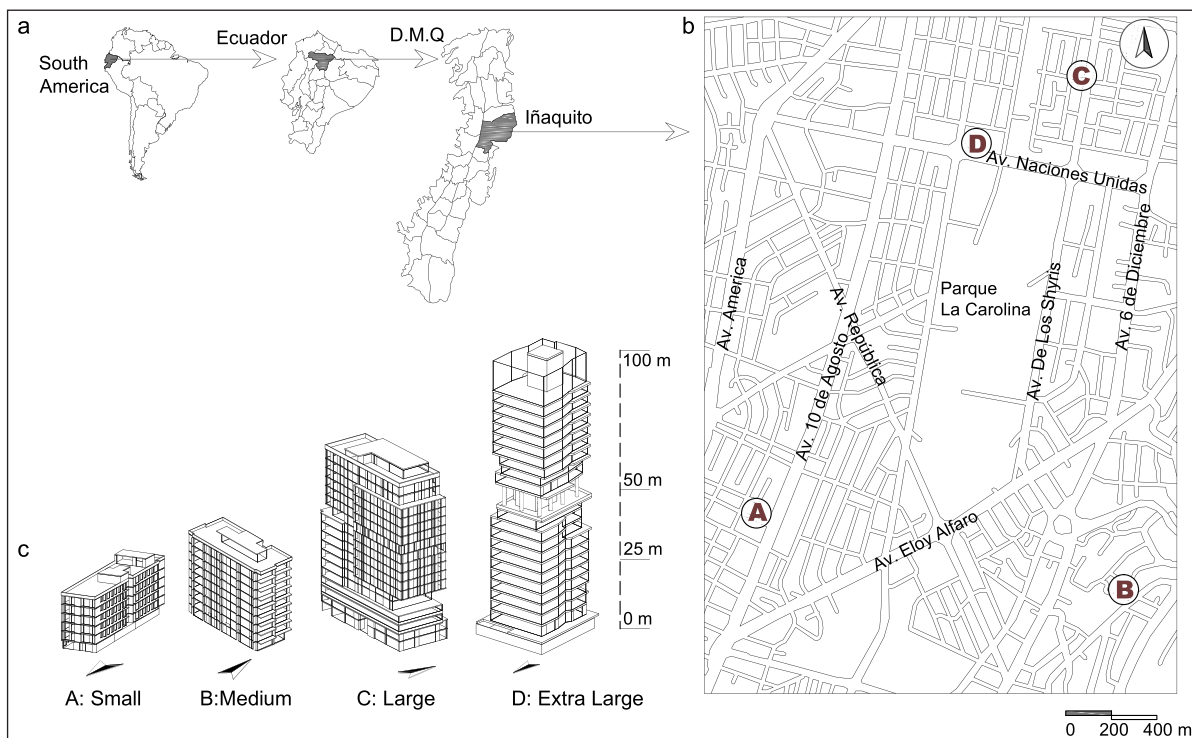 a
South
America
Ecuador
D.M.Q
Iñaquito
b
C
D
Av. Naciones Unidas
Av. America
Av. República
Av. 10 de Agosto
Parque
La Carolina
Av. De Los Shyris
Av. 6 de Diciembre
Av. Eloy Alfaro
A
B
0 200 400 m
c
100 m
50 m
25 m
0 m
A: Small
B:Medium
C: Large
D: Extra Large